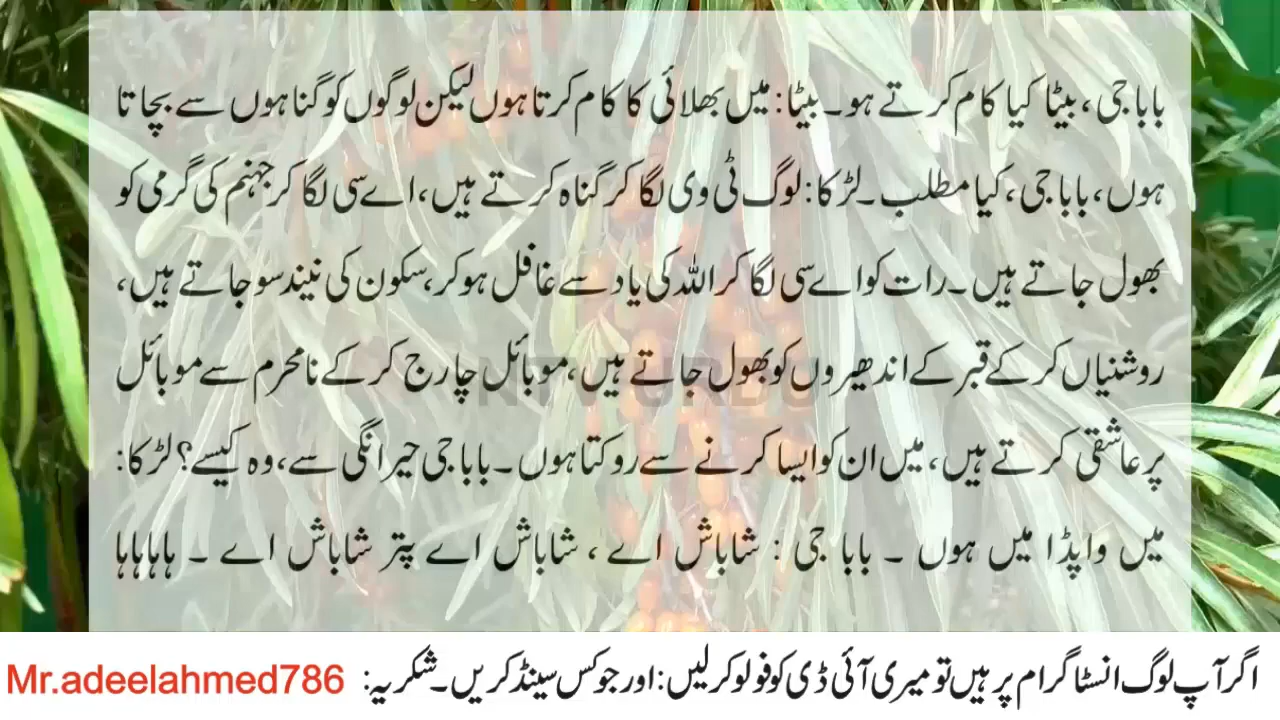 بابا جی، بیٹا کیا کام کرتے ہو۔ بیٹا: میں بھلائی کا کام کرتا ہوں لیکن لوگوں کو گناہوں سے بچاتا
ہوں، بابا جی، کیا مطلب۔ لڑکا: لوگ ٹی وی لگا کر گناہ کرتے ہیں، اے سی لگا کر جہنم کی گرمی کو
بھول جاتے ہیں۔ رات کو اے سی لگا کر اللہ کی یاد سے غافل ہو کر، سکون کی نیند سو جاتے ہیں،
روشنیاں کر کے قبر کے اندھیروں کو بھول جاتے ہیں، موبائل چارج کر کے نامحرم سے موبائل
NTV URDU
پر عاشقی کرتے ہیں، میں ان کو ایسا کرنے سے روکتا ہوں۔ بابا جی حیرانگی سے، وہ کیسے؟ لڑکا:
میں واپڈا میں ہوں ۔ بابا جی : شاباش اے ، شاباش اے پتر شاباش اے ۔ ہاہاہاہا
اگر آپ لوگ انسٹا گرام پر ہیں تو میری آئی ڈی کو فولو کر لیں: اور جوکس سینڈ کریں۔ شکریہ: Mr.adeelahmed786